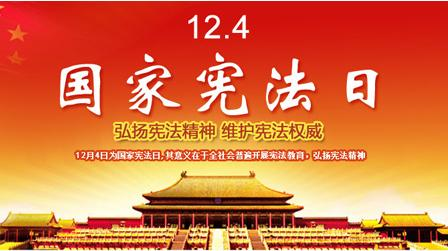 12.4
国家宪法日
弘扬宪法精神 维护宪法权威
12月4日为国家宪法日，其意义在于全社会普遍开展宪法教育，弘扬宪法精神